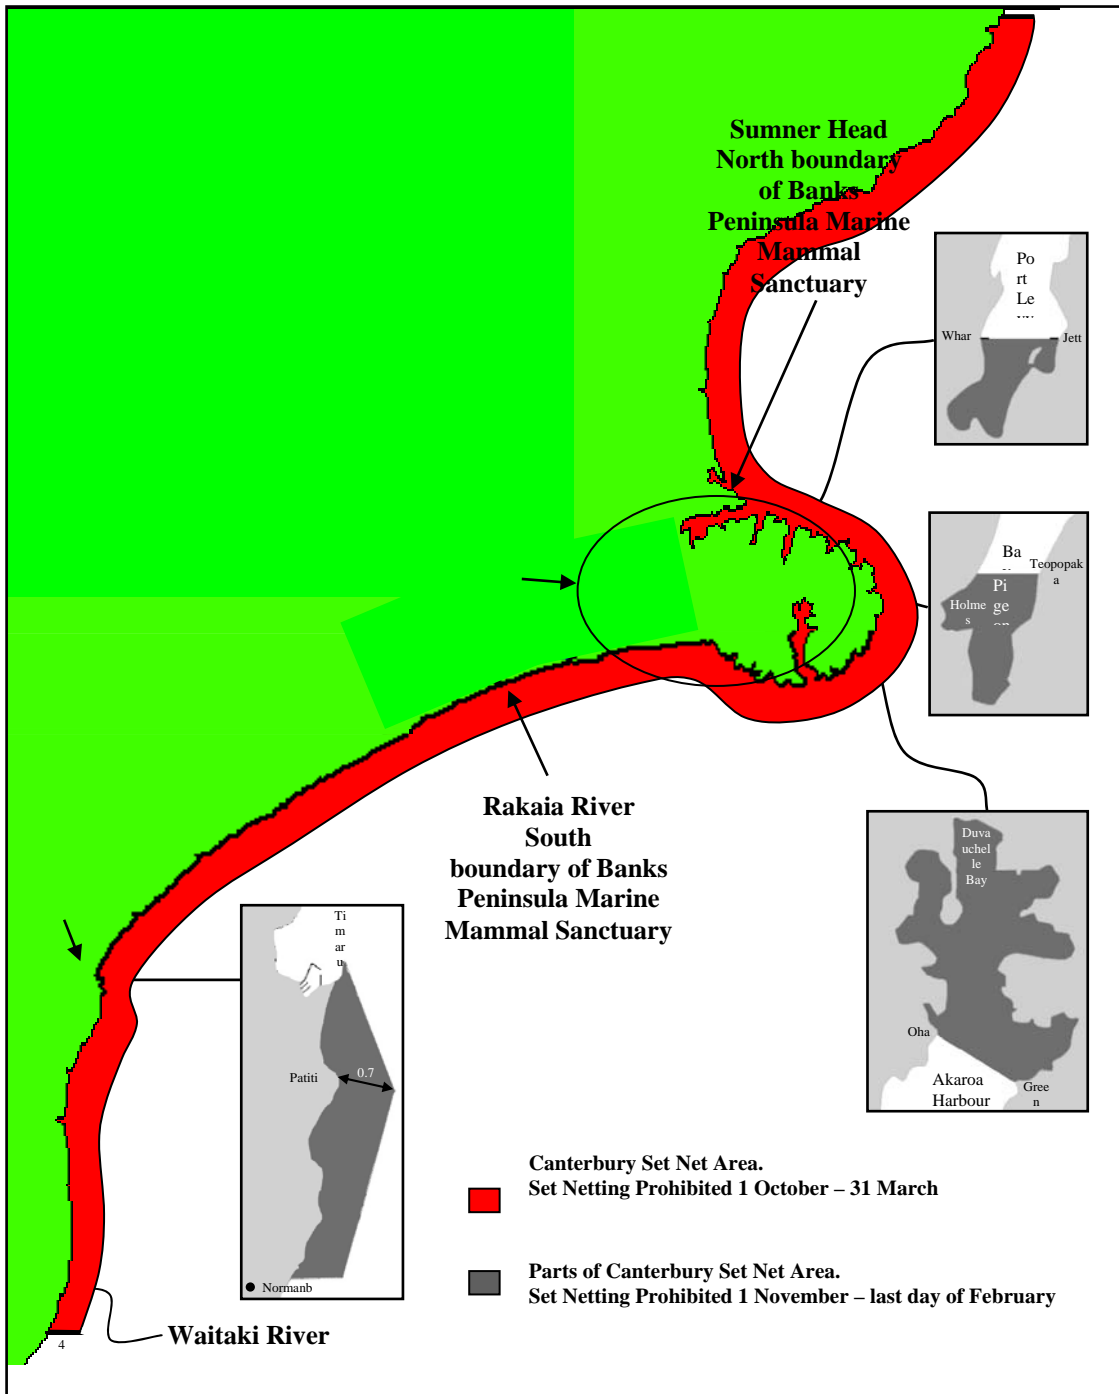 Sumner Head
North boundary
of Banks
Peninsula Marine
Mammal
Sanctuary
Po
rt
Le
Whar
Jett
Ba
Teopopak
a
Pi
ge
on
Holme
s
Rakaia River
South
boundary of Banks
Peninsula Marine
Mammal Sanctuary
Duva
uchel
le
Bay
Oha
Akaroa
Harbour
Gree
n
Ti
m
ar
u
Patiti
0.7
Normanb
Canterbury Set Net Area.
Set Netting Prohibited 1 October – 31 March
Parts of Canterbury Set Net Area.
Set Netting Prohibited 1 November – last day of February
Waitaki River
4